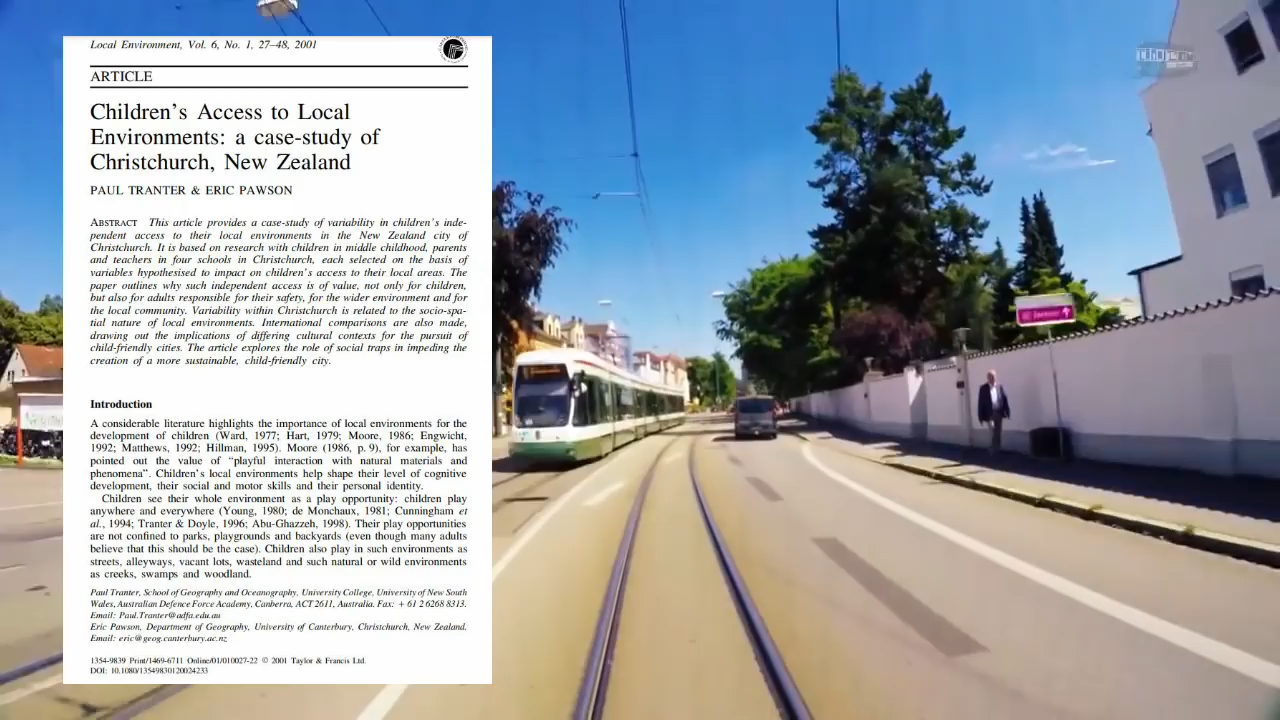 Local Environment, Vol. 6, No. 1, 27–48, 2001
ARTICLE
Children's Access to Local
Environments: a case-study of
Christchurch, New Zealand
PAUL TRANTER & ERIC PAWSON
ABSTRACT This article provides a case-study of variability in children's inde-
pendent access to their local environments in the New Zealand city of
Christchurch. It is based on research with children in middle childhood, parents
and teachers in four schools in Christchurch, each selected on the basis of
variables hypothesised to impact on children's access to their local areas. The
paper outlines why such independent access is of value, not only for children,
but also for adults responsible for their safety, for the wider environment and for
the local community. Variability within Christchurch is related to the socio-spa-
tial nature of local environments. International comparisons are also made,
drawing out the implications of differing cultural contexts for the pursuit of
child-friendly cities. The article explores the role of social traps in impeding the
creation of a more sustainable, child-friendly city.
Introduction
A considerable literature highlights the importance of local environments for the
development of children (Ward, 1977; Hart, 1979; Moore, 1986; Engwicht,
1992; Matthews, 1992; Hillman, 1995). Moore (1986, p. 9), for example, has
pointed out the value of “playful interaction with natural materials and
phenomena”. Children's local environments help shape their level of cognitive
development, their social and motor skills and their personal identity.
Children see their whole environment as a play opportunity: children play
anywhere and everywhere (Young, 1980; de Monchaux, 1981; Cunningham et
al., 1994; Tranter & Doyle, 1996; Abu-Ghazzeh, 1998). Their play opportunities
are not confined to parks, playgrounds and backyards (even though many adults
believe that this should be the case). Children also play in such environments as
streets, alleyways, vacant lots, wasteland and such natural or wild environments
as creeks, swamps and woodland.
Paul Tranter, School of Geography and Oceanography, University College, University of New South
Wales, Australian Defence Force Academy, Canberra, ACT 2611, Australia. Fax: + 61 2 6268 8313.
Email: Paul.Tranter@adfa.edu.au
Eric Pawson, Department of Geography, University of Canterbury, Christchurch, New Zealand.
Email: eric@geog.canterbury.ac.nz
1354-9839 Print/1469-6711 Online/01/010027-22 © 2001 Taylor & Francis Ltd.
DOI: 10.1080/13549830120024233